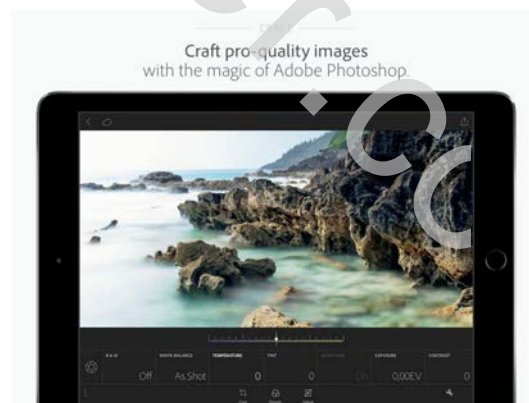 CRAFT
Craft pro-quality images
with the magic of Adobe Photoshop.
B & W
WHITE BALANCE
TEMPERATURE
TINT
EXPOSURE
CONTRAST
Off
As Shot
0
0
0,00EV
0